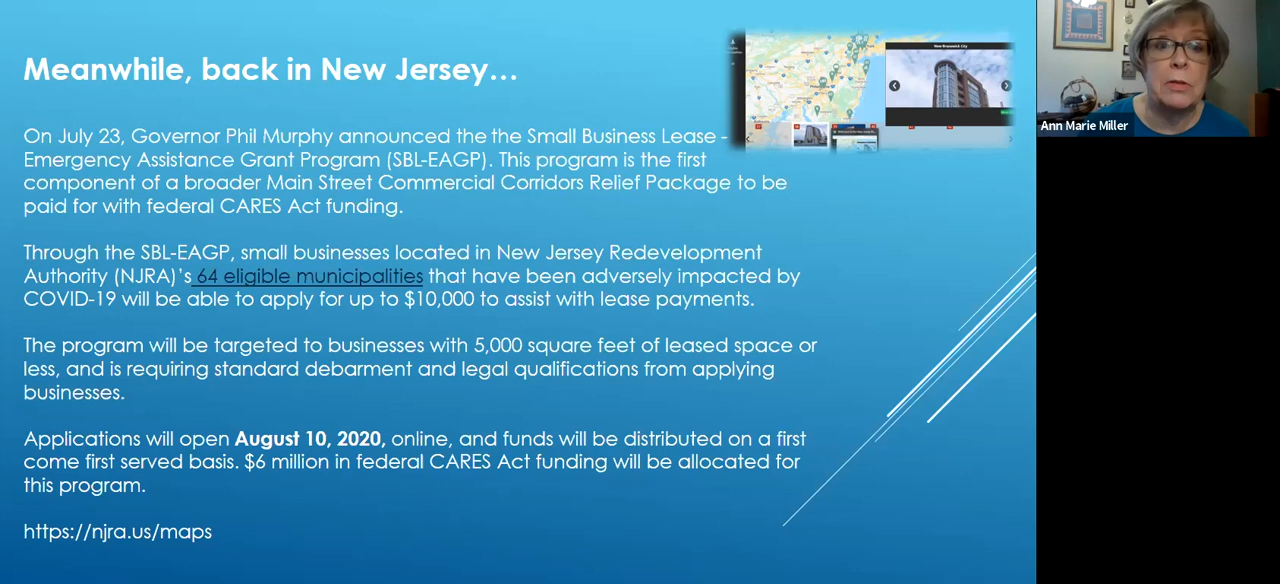 Meanwhile, back in New Jersey…
On July 23, Governor Phil Murphy announced the the Small Business Lease -
Emergency Assistance Grant Program (SBL-EAGP). This program is the first
component of a broader Main Street Commercial Corridors Relief Package to be
paid for with federal CARES Act funding.
Through the SBL-EAGP, small businesses located in New Jersey Redevelopment
Authority (NJRA)'s 64 eligible municipalities that have been adversely impacted by
COVID-19 will be able to apply for up to $10,000 to assist with lease payments.
The program will be targeted to businesses with 5,000 square feet of leased space or
less, and is requiring standard debarment and legal qualifications from applying
businesses.
Applications will open August 10, 2020, online, and funds will be distributed on a first
come first served basis. $6 million in federal CARES Act funding will be allocated for
this program.
https://njra.us/maps
New Brunswick City
Ann Marie Miller